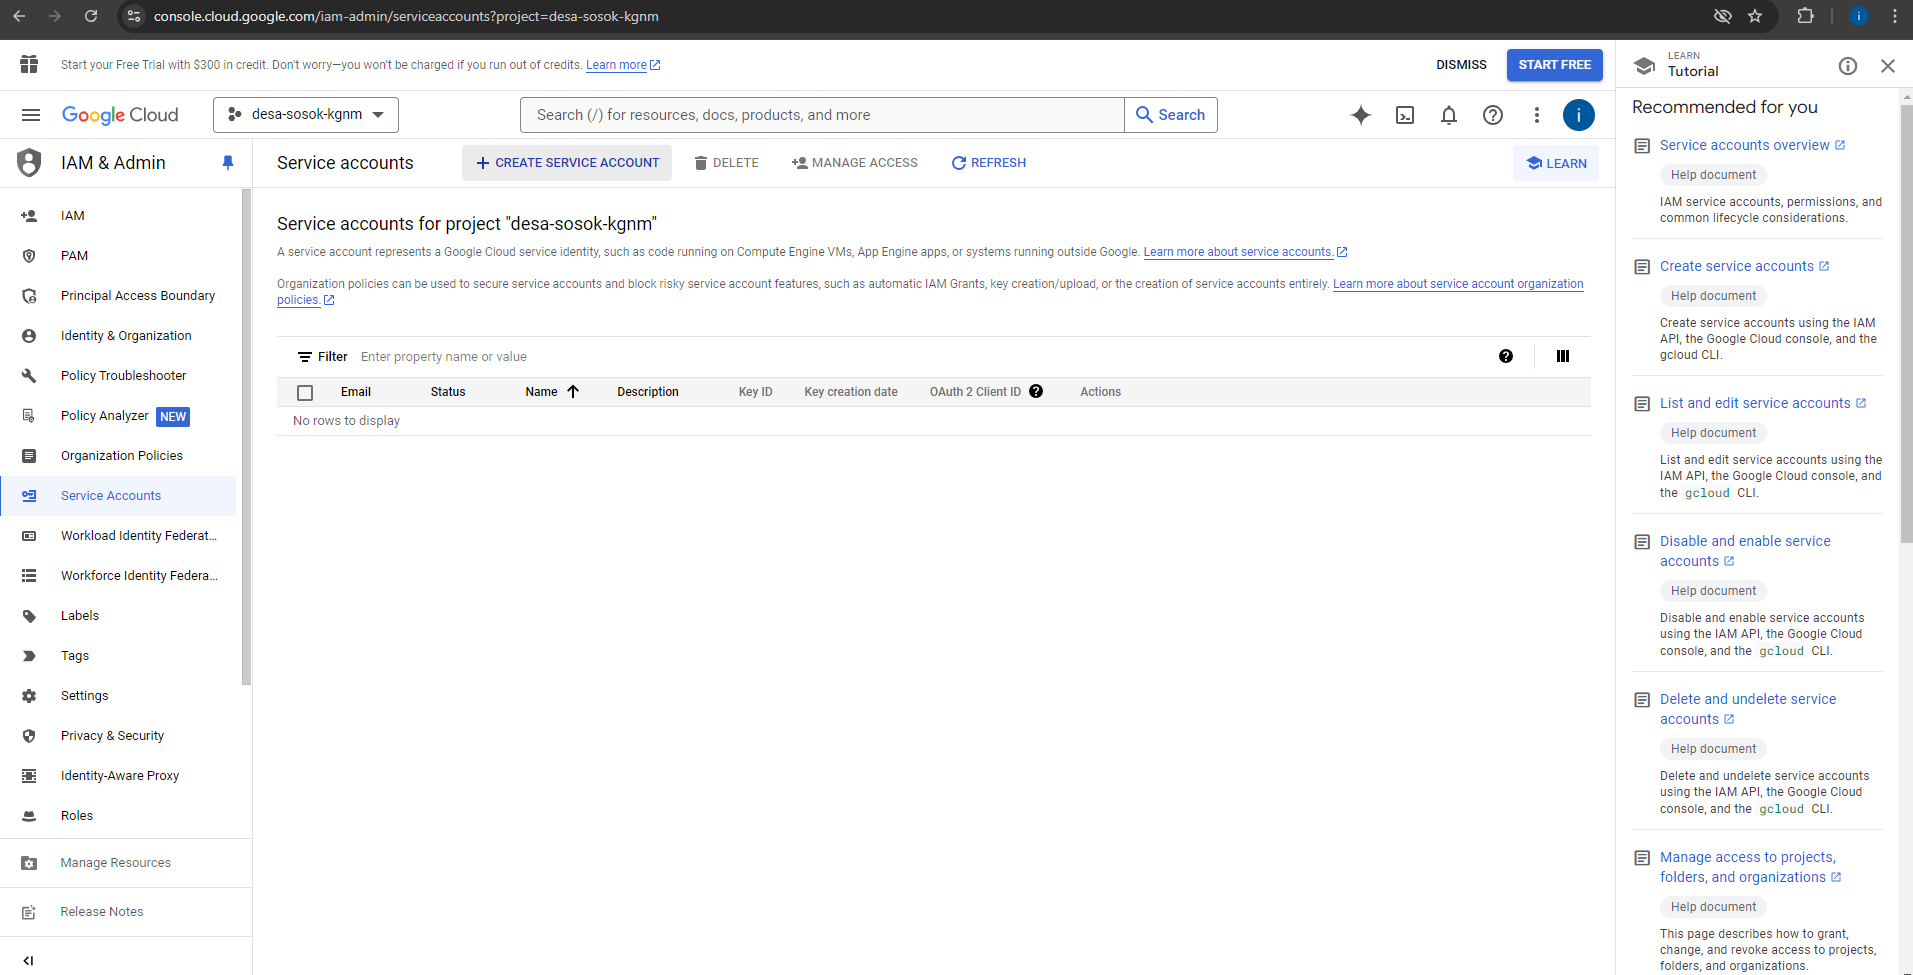 console.cloud.google.com/iam-admin/serviceaccounts?project=desa-sosok-kgnm
i
Start your Free Trial with $300 in credit. Don't worry—you won't be charged if you run out of credits. Learn more
DISMISS
START FREE
Google Cloud
desa-sosok-kgnm
Search (/) for resources, docs, products, and more
Search
i
IAM & Admin
IAM
PAM
Principal Access Boundary
Identity & Organization
Policy Troubleshooter
Policy Analyzer NEW
Organization Policies
Service Accounts
Workload Identity Federat...
Workforce Identity Federa...
Labels
Tags
Settings
Privacy & Security
Identity-Aware Proxy
Roles
Manage Resources
Release Notes
Service accounts
CREATE SERVICE ACCOUNT
DELETE
MANAGE ACCESS
REFRESH
LEARN
Service accounts for project "desa-sosok-kgnm"
A service account represents a Google Cloud service identity, such as code running on Compute Engine VMs, App Engine apps, or systems running outside Google. Learn more about service accounts.
Organization policies can be used to secure service accounts and block risky service account features, such as automatic IAM Grants, key creation/upload, or the creation of service accounts entirely. Learn more about service account organization
policies.
Filter Enter property name or value
Email Status Name Description Key ID Key creation date OAuth 2 Client ID Actions
No rows to display
LEARN
Tutorial
Recommended for you
Service accounts overview
Help document
IAM service accounts, permissions, and
common lifecycle considerations.
Create service accounts
Help document
Create service accounts using the IAM
API, the Google Cloud console, and the
gcloud CLI.
List and edit service accounts
Help document
List and edit service accounts using the
IAM API, the Google Cloud console, and
the gcloud CLI.
Disable and enable service
accounts
Help document
Disable and enable service accounts
using the IAM API, the Google Cloud
console, and the gcloud CLI.
Delete and undelete service
accounts
Help document
Delete and undelete service accounts
using the IAM API, the Google Cloud
console, and the gcloud CLI.
Manage access to projects,
folders, and organizations
Help document
This page describes how to grant,
change, and revoke access to projects,
folders, and organizations.